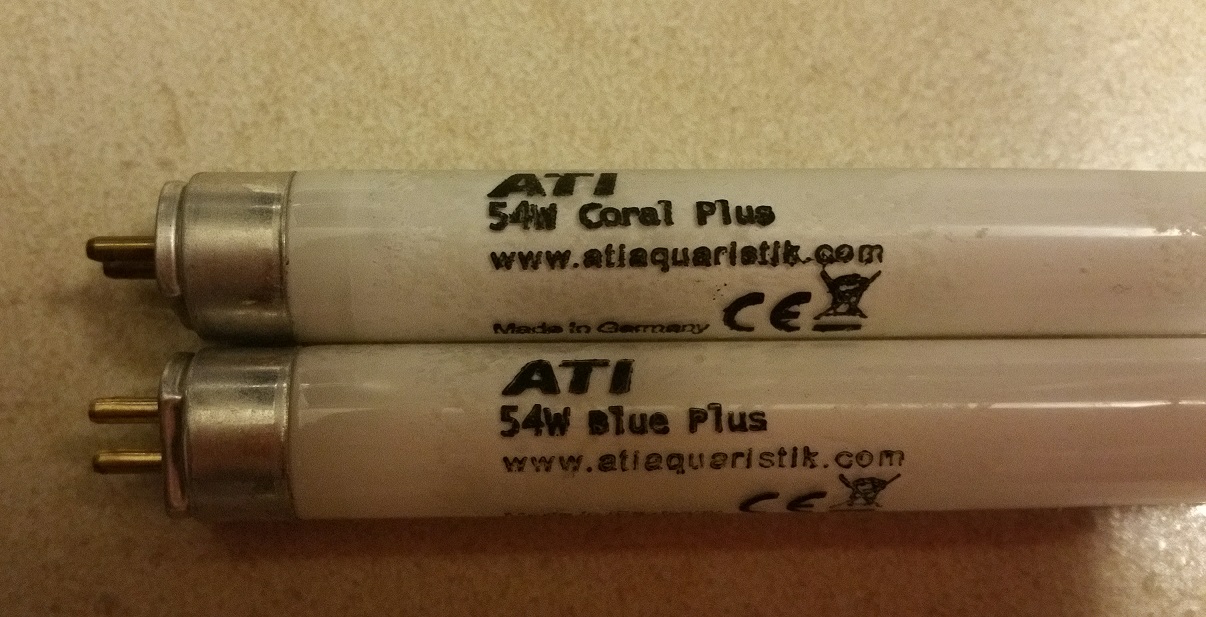 ATI
54W Coral Plus
www.atiaquaristik.com
Made in Germany CE
ATI
54W Blue Plus
www.atiaquaristik.com
CE